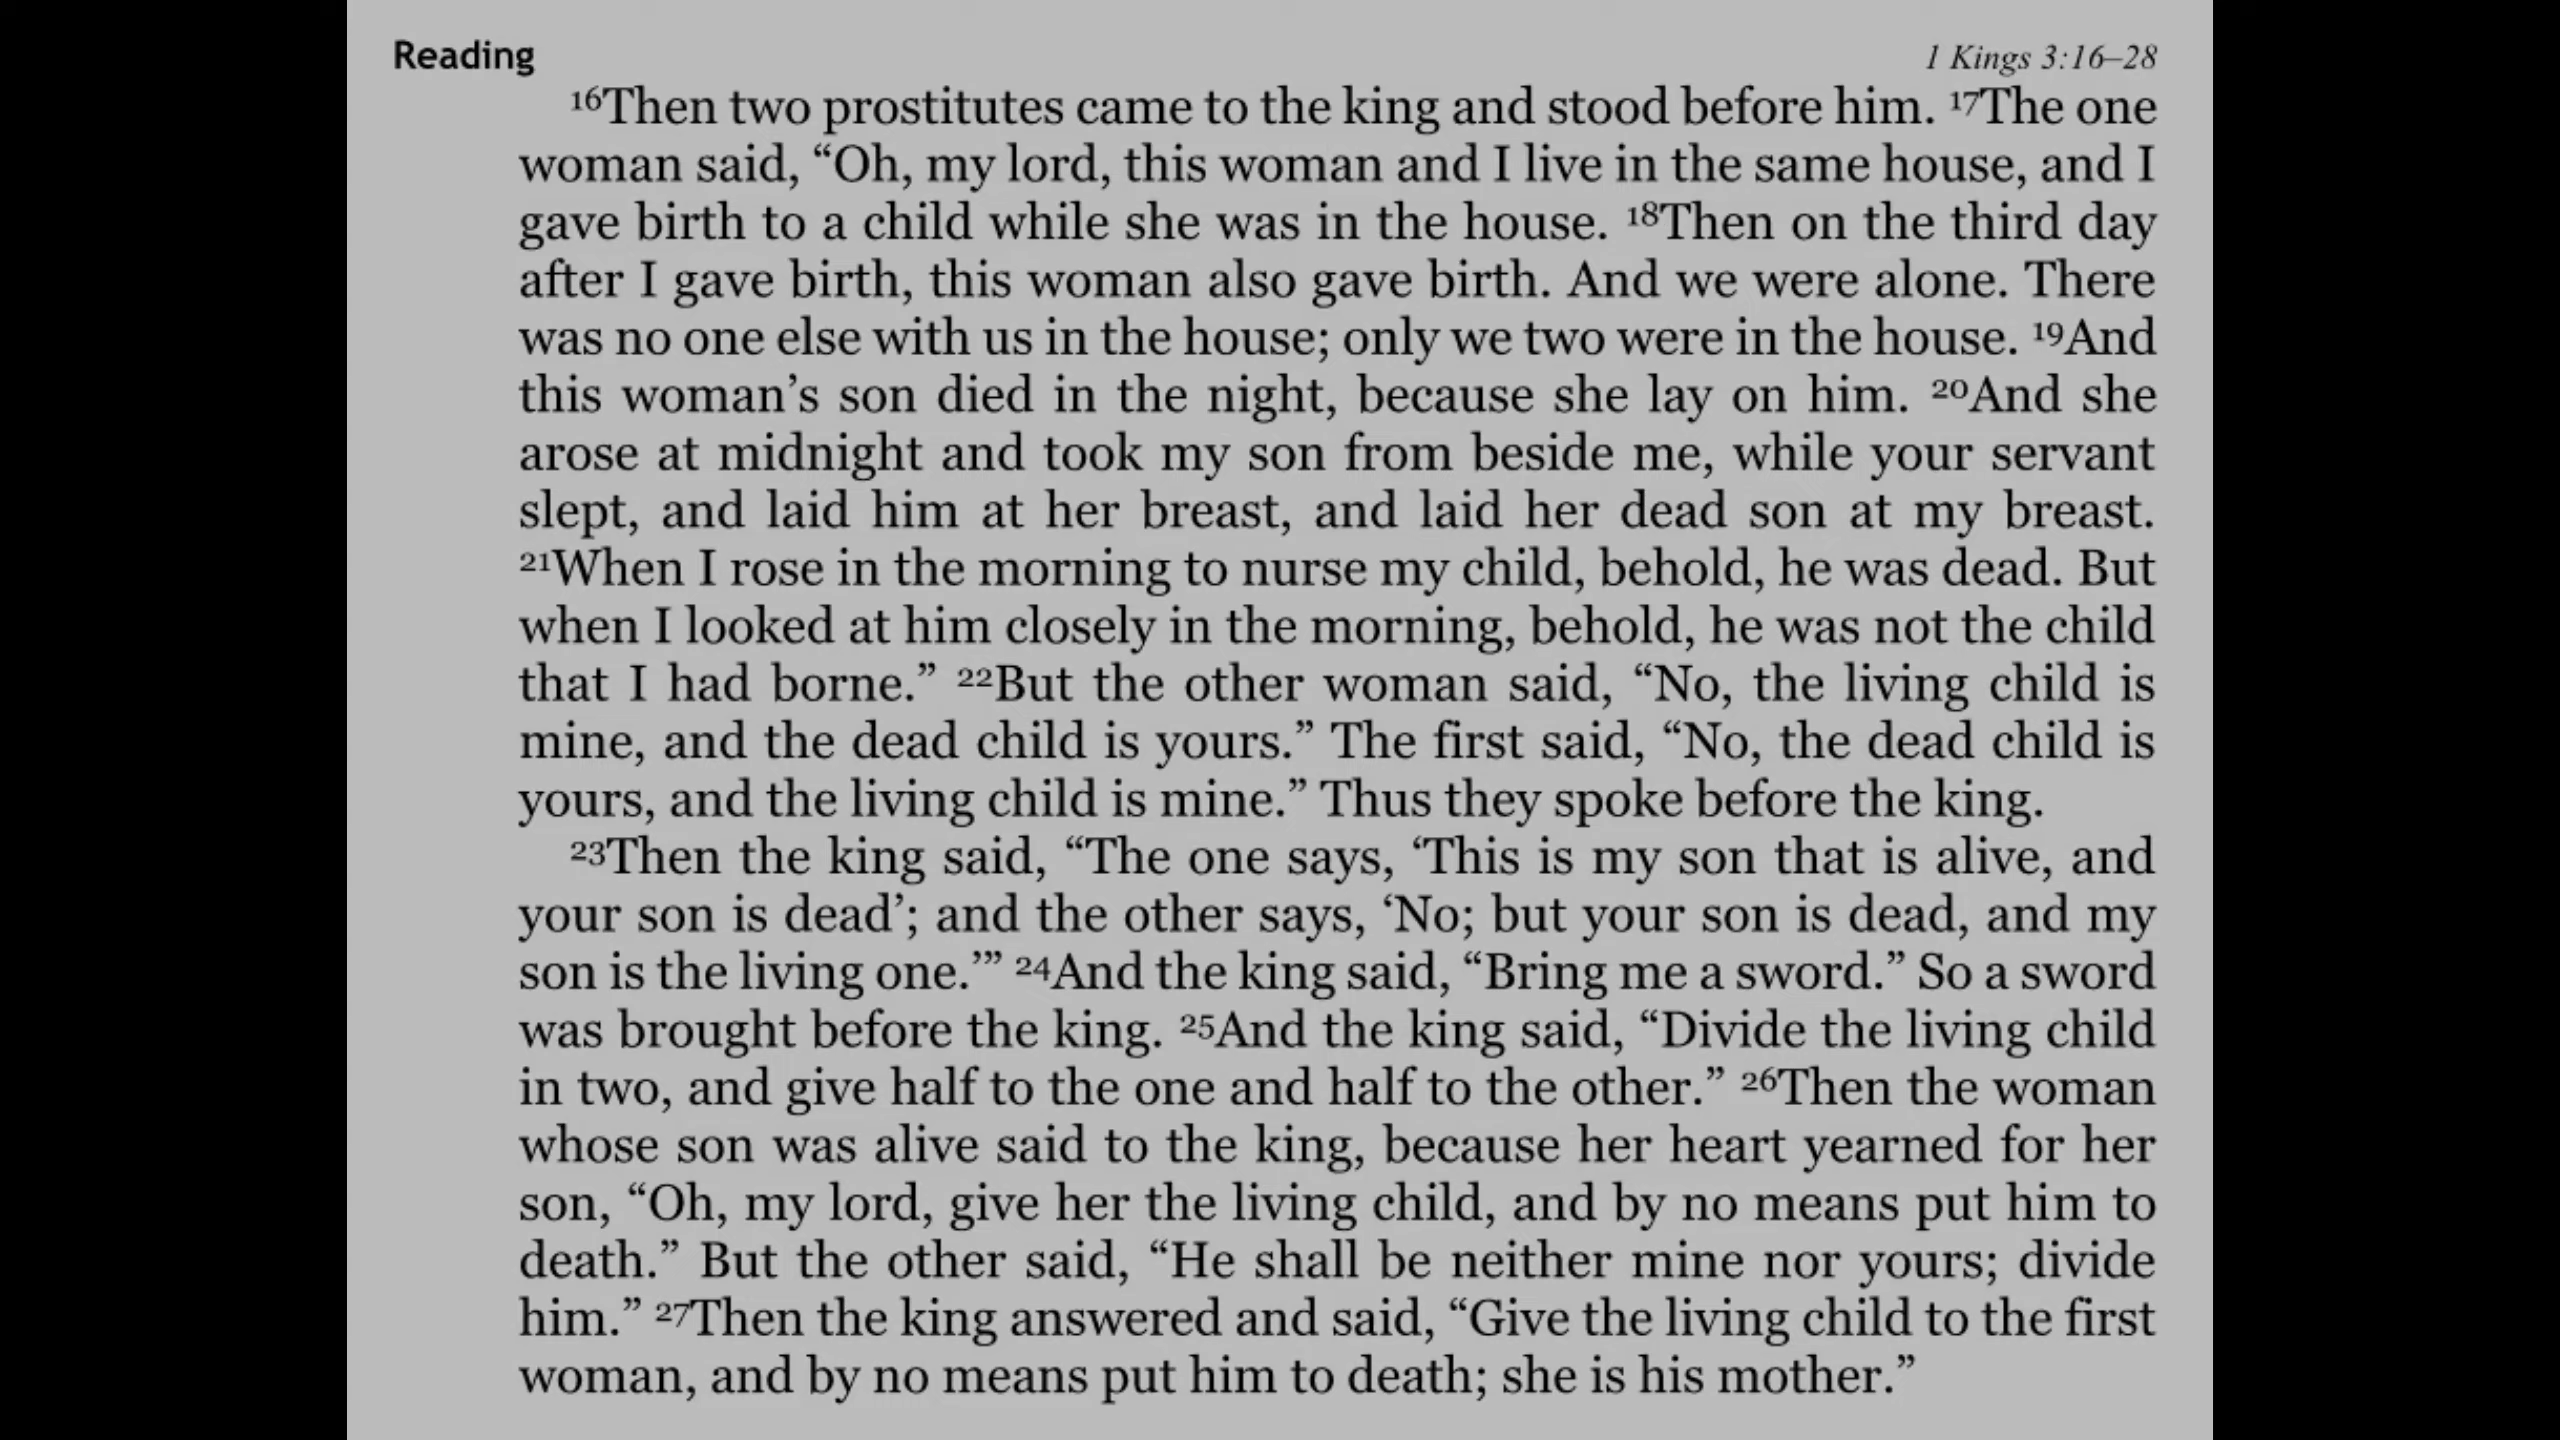 Reading 1 Kings 3:16–28
16Then two prostitutes came to the king and stood before him. 17The one
woman said, “Oh, my lord, this woman and I live in the same house, and I
gave birth to a child while she was in the house. 18Then on the third day
after I gave birth, this woman also gave birth. And we were alone. There
was no one else with us in the house; only we two were in the house. 19And
this woman’s son died in the night, because she lay on him. 20And she
arose at midnight and took my son from beside me, while your servant
slept, and laid him at her breast, and laid her dead son at my breast.
21When I rose in the morning to nurse my child, behold, he was dead. But
when I looked at him closely in the morning, behold, he was not the child
that I had borne.” 22But the other woman said, “No, the living child is
mine, and the dead child is yours.” The first said, “No, the dead child is
yours, and the living child is mine.” Thus they spoke before the king.
23Then the king said, “The one says, ‘This is my son that is alive, and
your son is dead’; and the other says, ‘No; but your son is dead, and my
son is the living one.’” 24And the king said, “Bring me a sword.” So a sword
was brought before the king. 25And the king said, “Divide the living child
in two, and give half to the one and half to the other.” 26Then the woman
whose son was alive said to the king, because her heart yearned for her
son, “Oh, my lord, give her the living child, and by no means put him to
death.” But the other said, “He shall be neither mine nor yours; divide
him.” 27Then the king answered and said, “Give the living child to the first
woman, and by no means put him to death; she is his mother.”